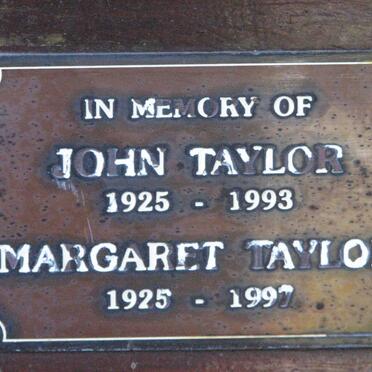 IN MEMORY OF
JOHN TAYLOR
1925 - 1993
MARGARET TAYLO
1925 - 1997